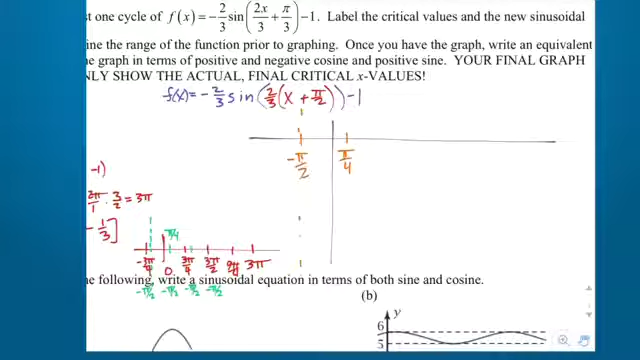 st one cycle of f(x) = -2/3 sin(2x/3 + π/3) - 1. Label the critical values and the new sinusoidal
ine the range of the function prior to graphing. Once you have the graph, write an equivalent
he graph in terms of positive and negative cosine and positive sine. YOUR FINAL GRAPH
NLY SHOW THE ACTUAL, FINAL CRITICAL x-VALUES!
f(x) = -2/3 sin(2/3(x + π/2)) - 1
-π/2 π/4
-1)
· 3/2 = 3π
- 1/3]
π/4
-3π/4 0 3π/4 3π/2 3π
-π/2 -π/2 -π/2 -π/2
he following, write a sinusoidal equation in terms of both sine and cosine.
(b)
y
6
5